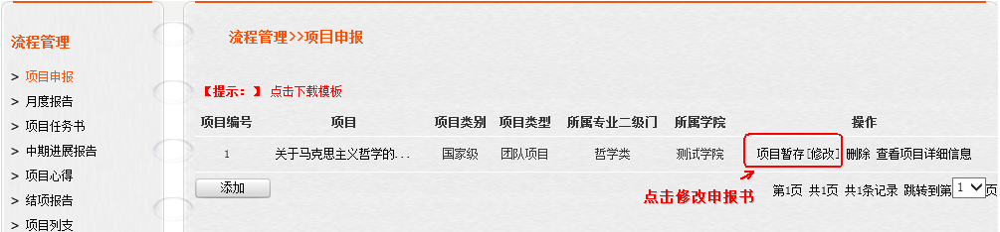 流程管理
> 项目申报
> 月度报告
> 项目任务书
> 中期进展报告
> 项目心得
> 结项报告
> 项目列支
流程管理>>项目申报
【提示：】 点击下载模板
项目编号 项目 项目类别 项目类型 所属专业二级门 所属学院 操作
1 关于马克思主义哲学的... 国家级 团队项目 哲学类 测试学院 项目暂存[修改] 删除 查看项目详细信息
添加
点击修改申报书
第1页 共1页 共1条记录 跳转到第1页